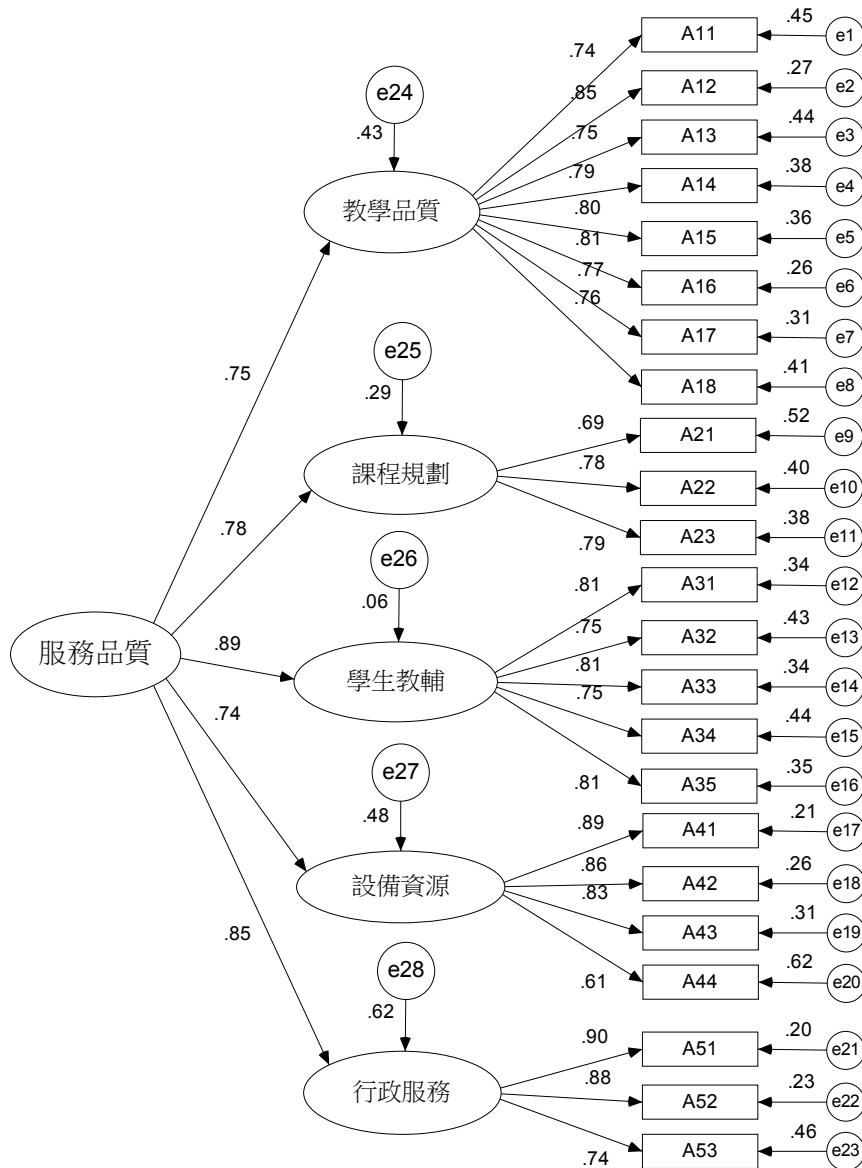 .45
A11
e1
.74
.27
e24
.85
A12
e2
.43
.44
.75
A13
e3
.38
.79
A14
e4
教學品質
.36
.80
A15
e5
.26
.81
A16
e6
.77
.31
.76
A17
e7
e25
.41
.75
A18
e8
.29
.69
A21
.52
e9
課程規劃
.78
A22
.40
e10
.78
.38
A23
e11
.79
e26
.34
.06
.81
A31
e12
.43
.75
A32
e13
服務品質
.89
.81
.34
學生教輔
A33
e14
.75
.44
.74
A34
e15
e27
.35
.81
A35
e16
.48
.21
.89
A41
e17
.86
.26
設備資源
A42
e18
.83
.31
.85
A43
e19
e28
.62
.61
A44
e20
.62
.90
.20
A51
e21
.88
.23
行政服務
A52
e22
.46
.74
A53
e23